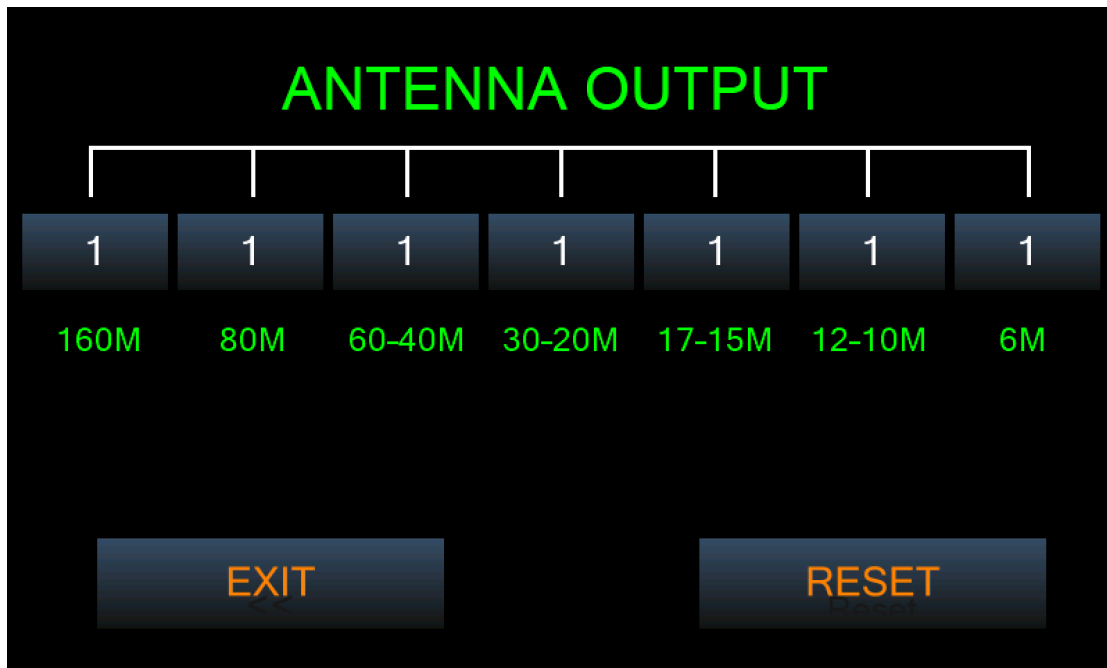 ANTENNA OUTPUT
1 1 1 1 1 1 1
160M 80M 60-40M 30-20M 17-15M 12-10M 6M
EXIT RESET
<< Reset